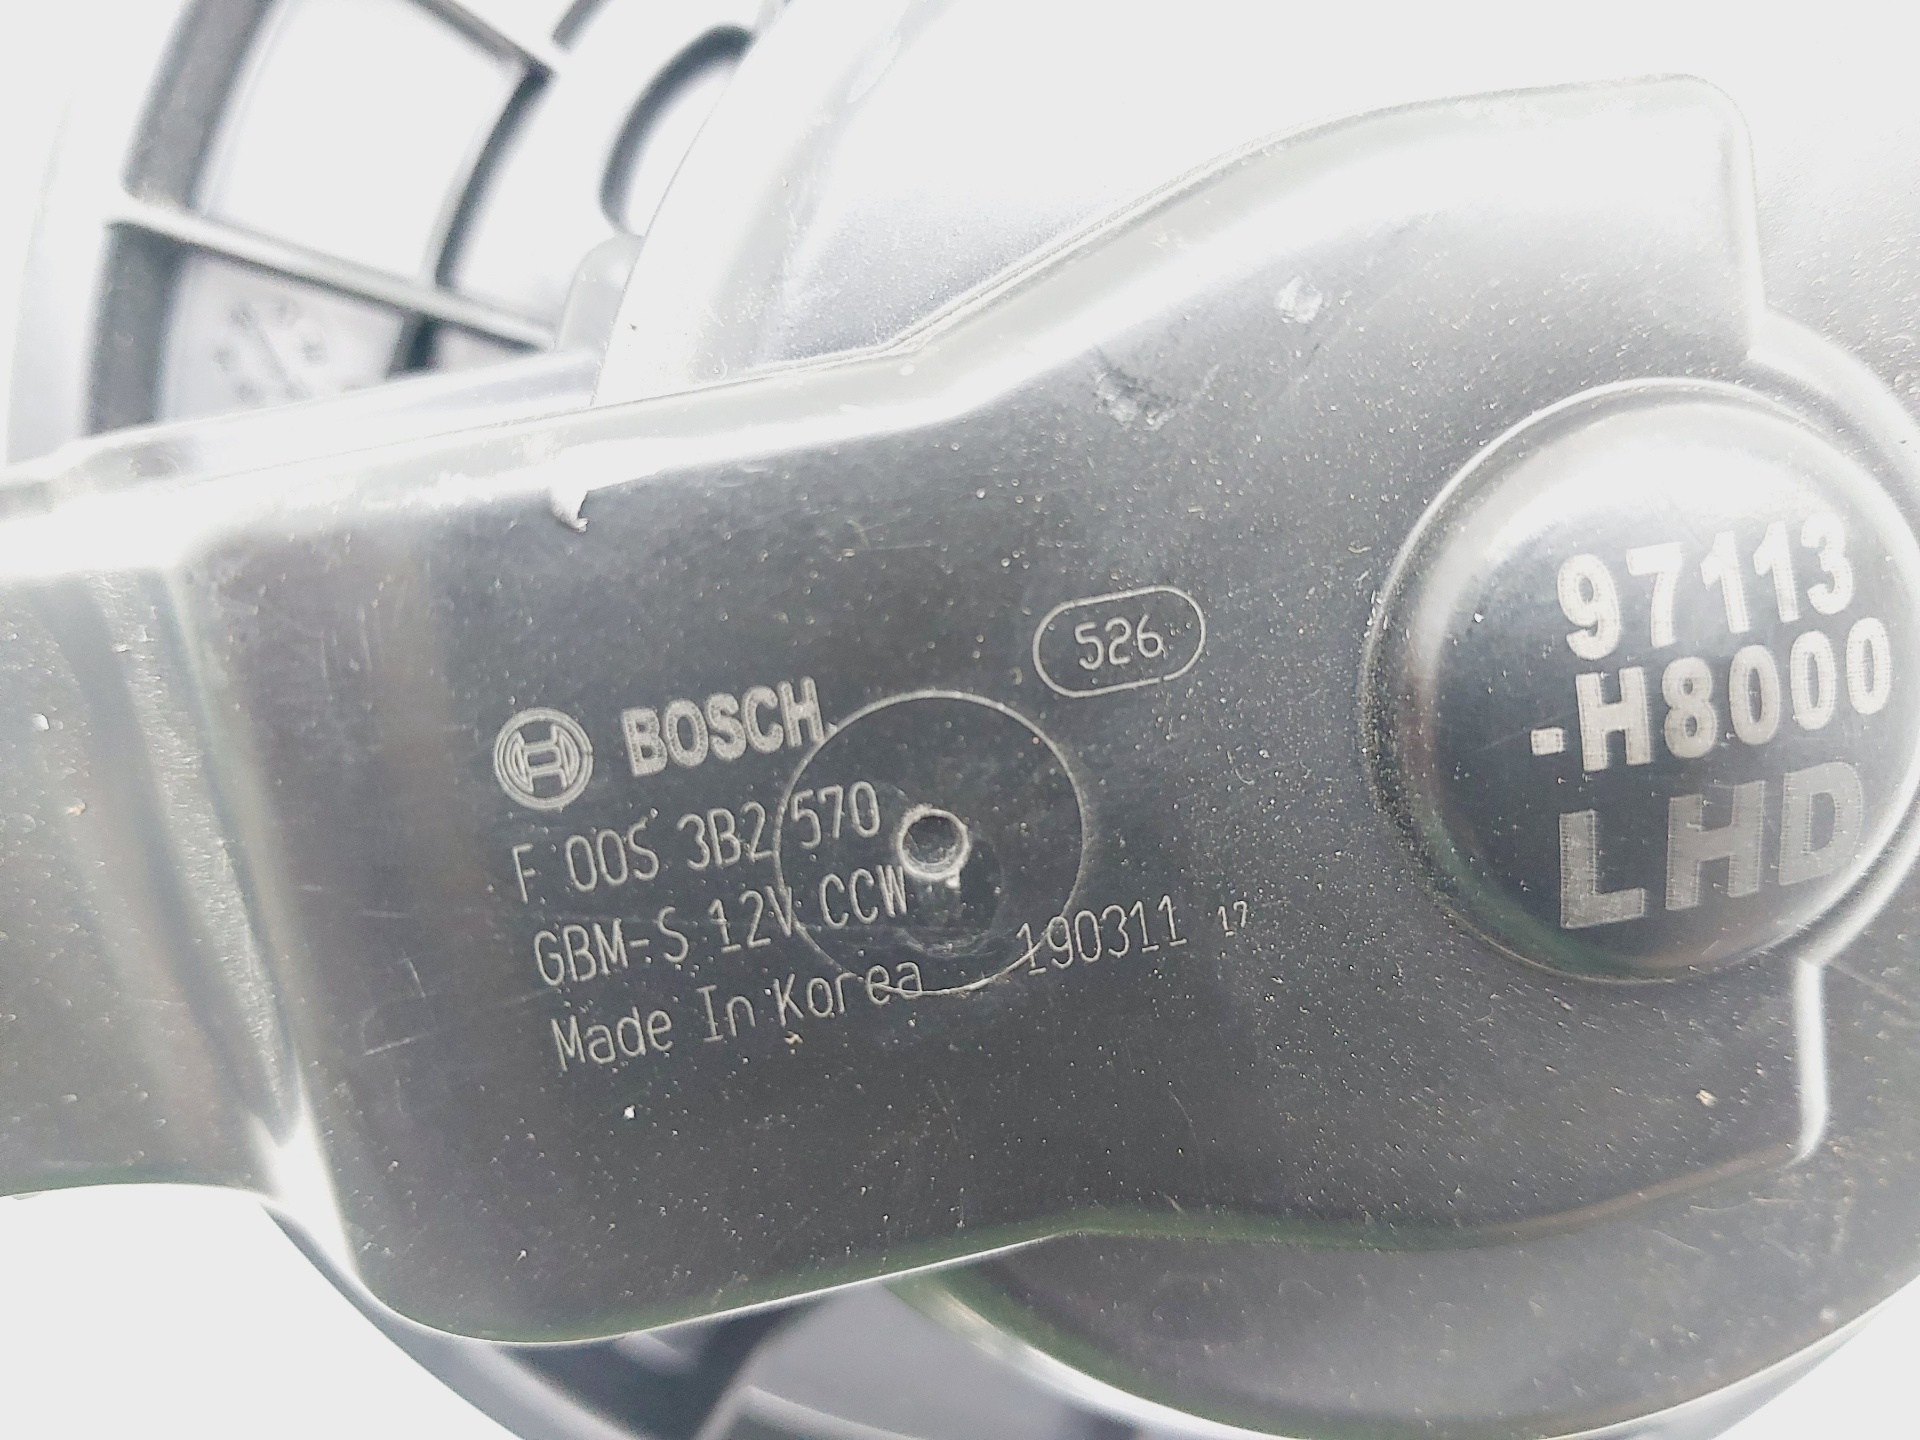 526
BOSCH
F 00S 3B2 570
GBM-S 12V CCW
Made In Korea 190311 17
97113
-H8000
LHD